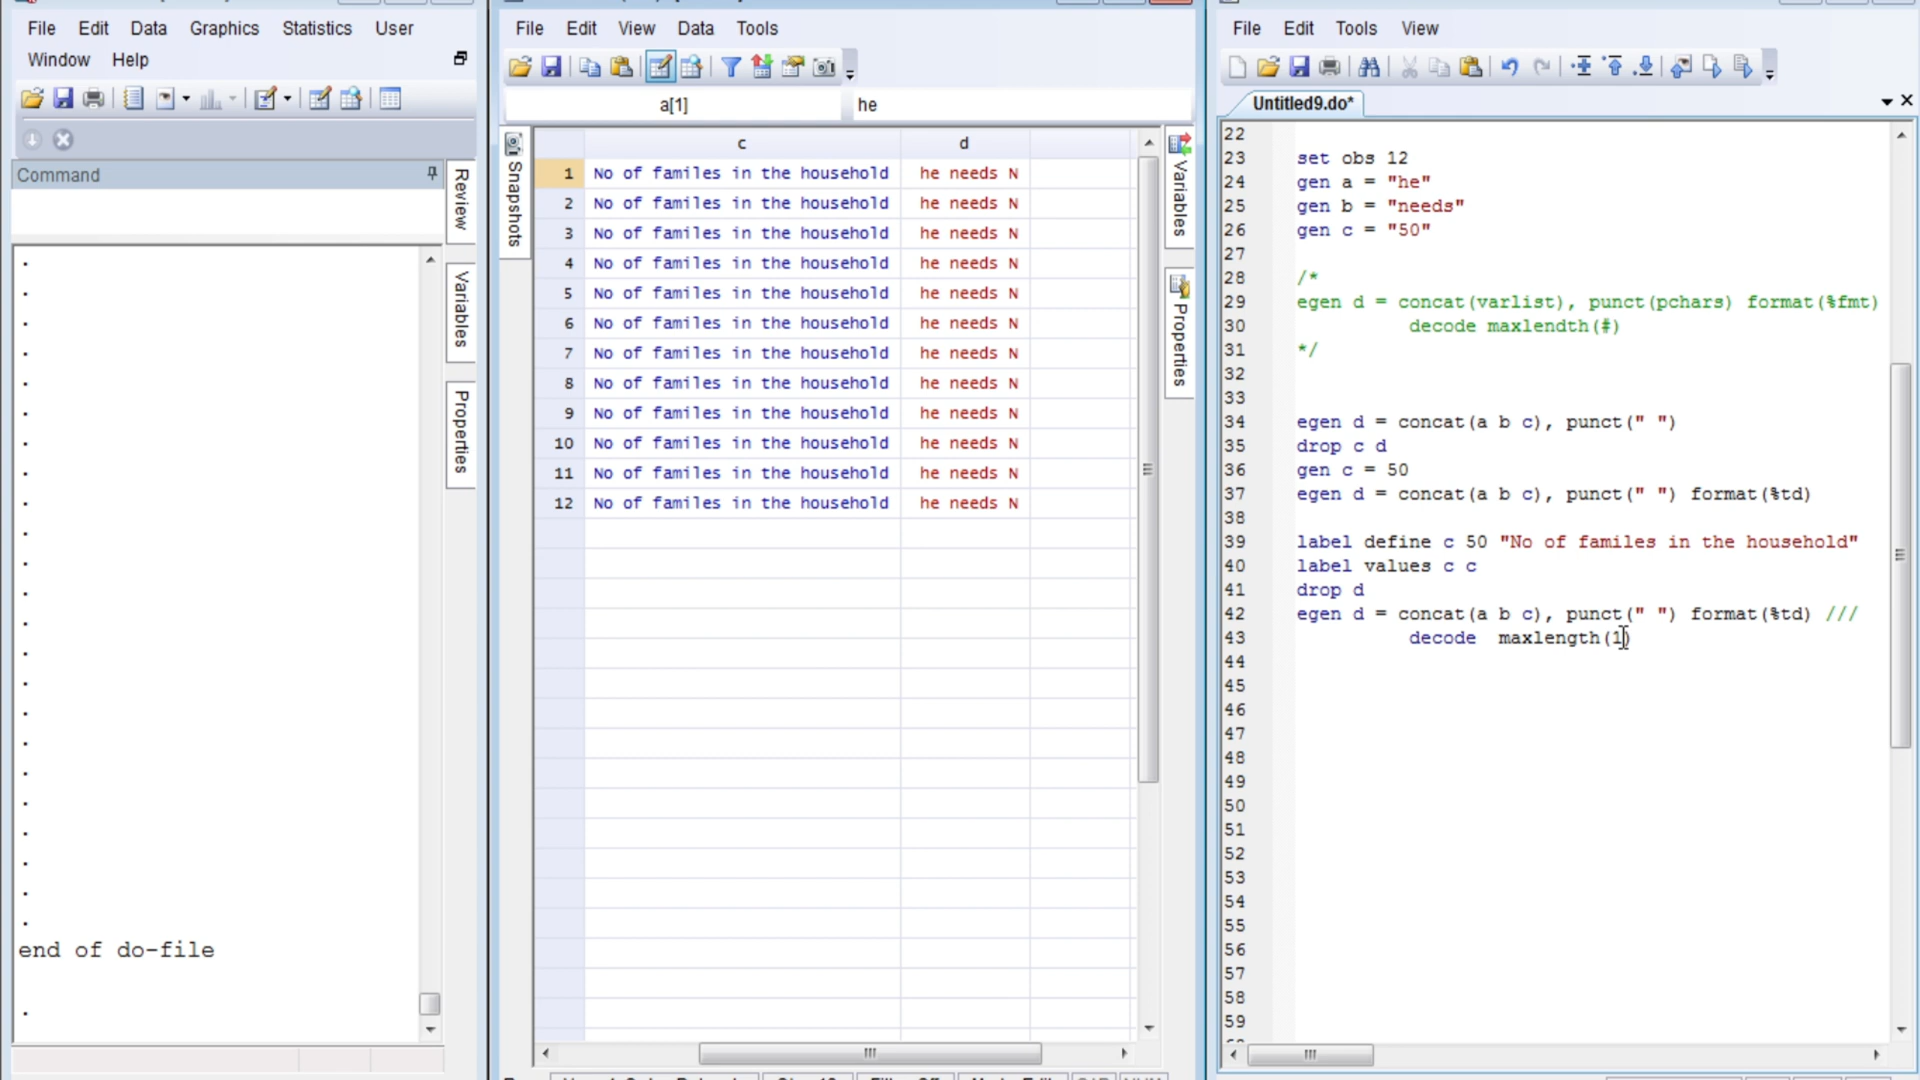 File Edit Data Graphics Statistics User
Window Help
Command
Review
Variables
Properties
end of do-file
File Edit View Data Tools
a[1] he
Snapshots
c d
1 No of familes in the household he needs N
2 No of familes in the household he needs N
3 No of familes in the household he needs N
4 No of familes in the household he needs N
5 No of familes in the household he needs N
6 No of familes in the household he needs N
7 No of familes in the household he needs N
8 No of familes in the household he needs N
9 No of familes in the household he needs N
10 No of familes in the household he needs N
11 No of familes in the household he needs N
12 No of familes in the household he needs N
Variables
Properties
File Edit Tools View
Untitled9.do*
22
23 set obs 12
24 gen a = "he"
25 gen b = "needs"
26 gen c = "50"
27
28 /*
29 egen d = concat(varlist), punct(pchars) format(%fmt)
30 decode maxlendth(#)
31 */
32
33
34 egen d = concat(a b c), punct(" ")
35 drop c d
36 gen c = 50
37 egen d = concat(a b c), punct(" ") format(%td)
38
39 label define c 50 "No of familes in the household"
40 label values c c
41 drop d
42 egen d = concat(a b c), punct(" ") format(%td) ///
43 decode maxlength(1)
44
45
46
47
48
49
50
51
52
53
54
55
56
57
58
59